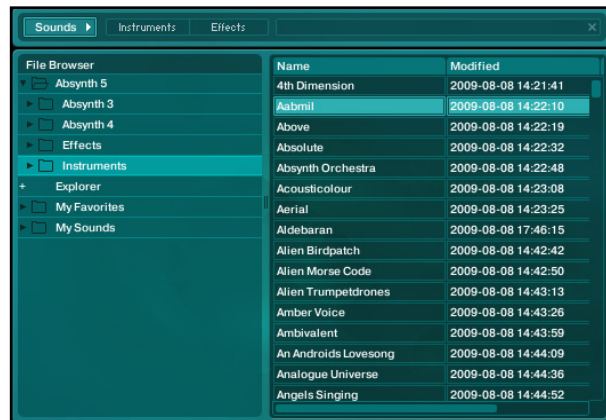 Sounds Instruments Effects
File Browser
Absynth 5
Absynth 3
Absynth 4
Effects
Instruments
+ Explorer
My Favorites
My Sounds
Name Modified
4th Dimension 2009-08-08 14:21:41
Aabmil 2009-08-08 14:22:10
Above 2009-08-08 14:22:19
Absolute 2009-08-08 14:22:32
Absynth Orchestra 2009-08-08 14:22:48
Acousticolour 2009-08-08 14:23:08
Aerial 2009-08-08 14:23:25
Aldebaran 2009-08-08 17:46:15
Alien Birdpatch 2009-08-08 14:42:42
Alien Morse Code 2009-08-08 14:42:50
Alien Trumpetdrones 2009-08-08 14:43:13
Amber Voice 2009-08-08 14:43:26
Ambivalent 2009-08-08 14:43:59
An Androids Lovesong 2009-08-08 14:44:09
Analogue Universe 2009-08-08 14:44:36
Angels Singing 2009-08-08 14:44:52